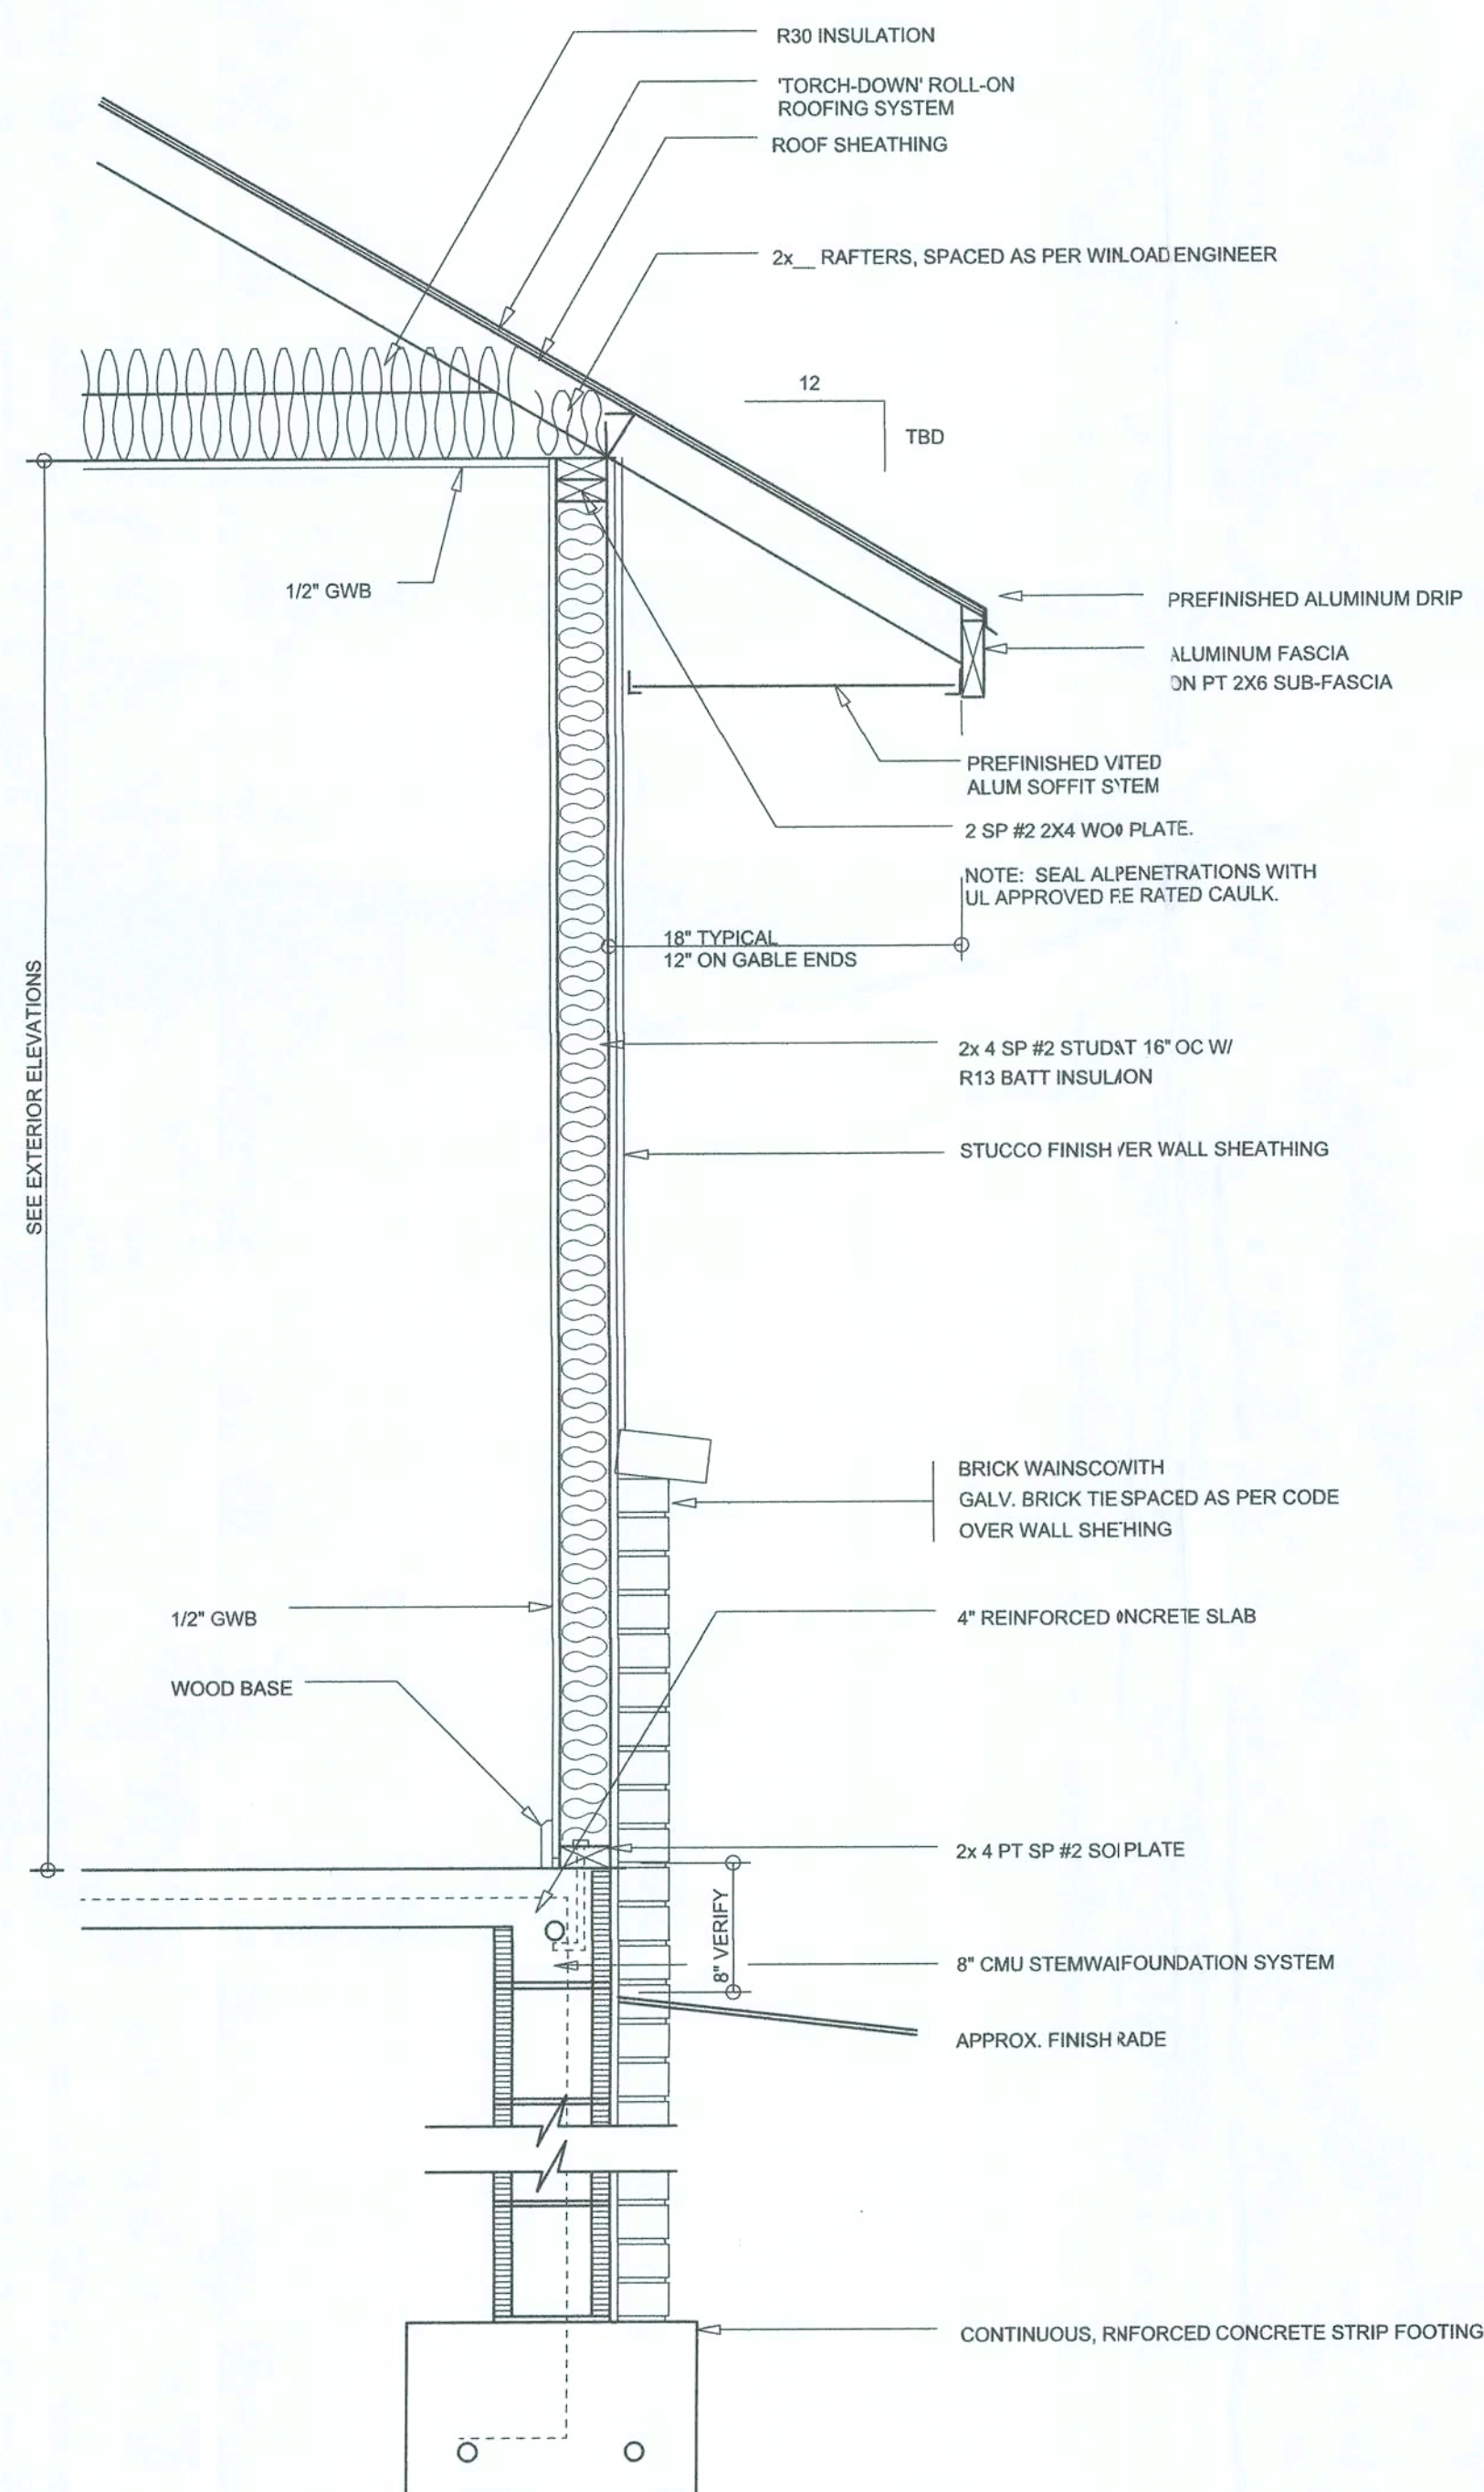 R30 INSULATION
'TORCH-DOWN' ROLL-ON
ROOFING SYSTEM
ROOF SHEATHING
2x__ RAFTERS, SPACED AS PER WINLOAD ENGINEER
12
TBD
1/2" GWB
PREFINISHED ALUMINUM DRIP
ALUMINUM FASCIA
ON PT 2X6 SUB-FASCIA
PREFINISHED VITED
ALUM SOFFIT STEM
2 SP #2 2X4 WOO PLATE.
NOTE: SEAL ALPENETRATIONS WITH
UL APPROVED RE RATED CAULK.
18" TYPICAL
12" ON GABLE ENDS
SEE EXTERIOR ELEVATIONS
2x 4 SP #2 STUDST 16" OC W/
R13 BATT INSULION
STUCCO FINISH VER WALL SHEATHING
BRICK WAINSCOWITH
GALV. BRICK TIE SPACED AS PER CODE
OVER WALL SHEHING
1/2" GWB
4" REINFORCED ONCRETE SLAB
WOOD BASE
2x 4 PT SP #2 SOI PLATE
8" VERIFY
8" CMU STEMWAIFOUNDATION SYSTEM
APPROX. FINISH RADE
CONTINUOUS, RNFORCED CONCRETE STRIP FOOTING